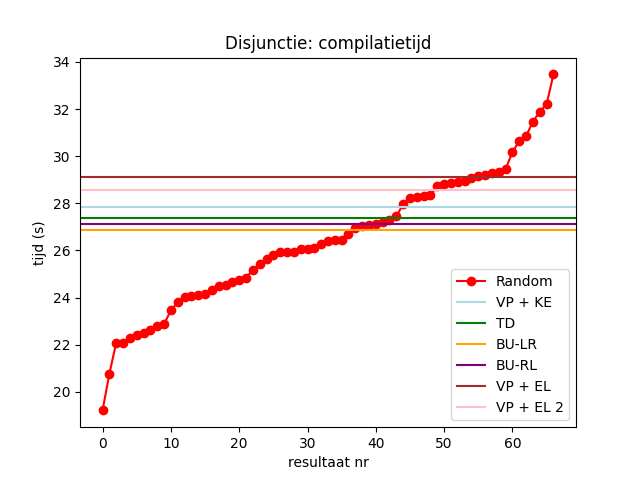 Disjunctie: compilatietijd
34
32
30
28
26
24
22
20
tijd (s)
0 10 20 30 40 50 60
resultaat nr
Random
VP + KE
TD
BU-LR
BU-RL
VP + EL
VP + EL 2